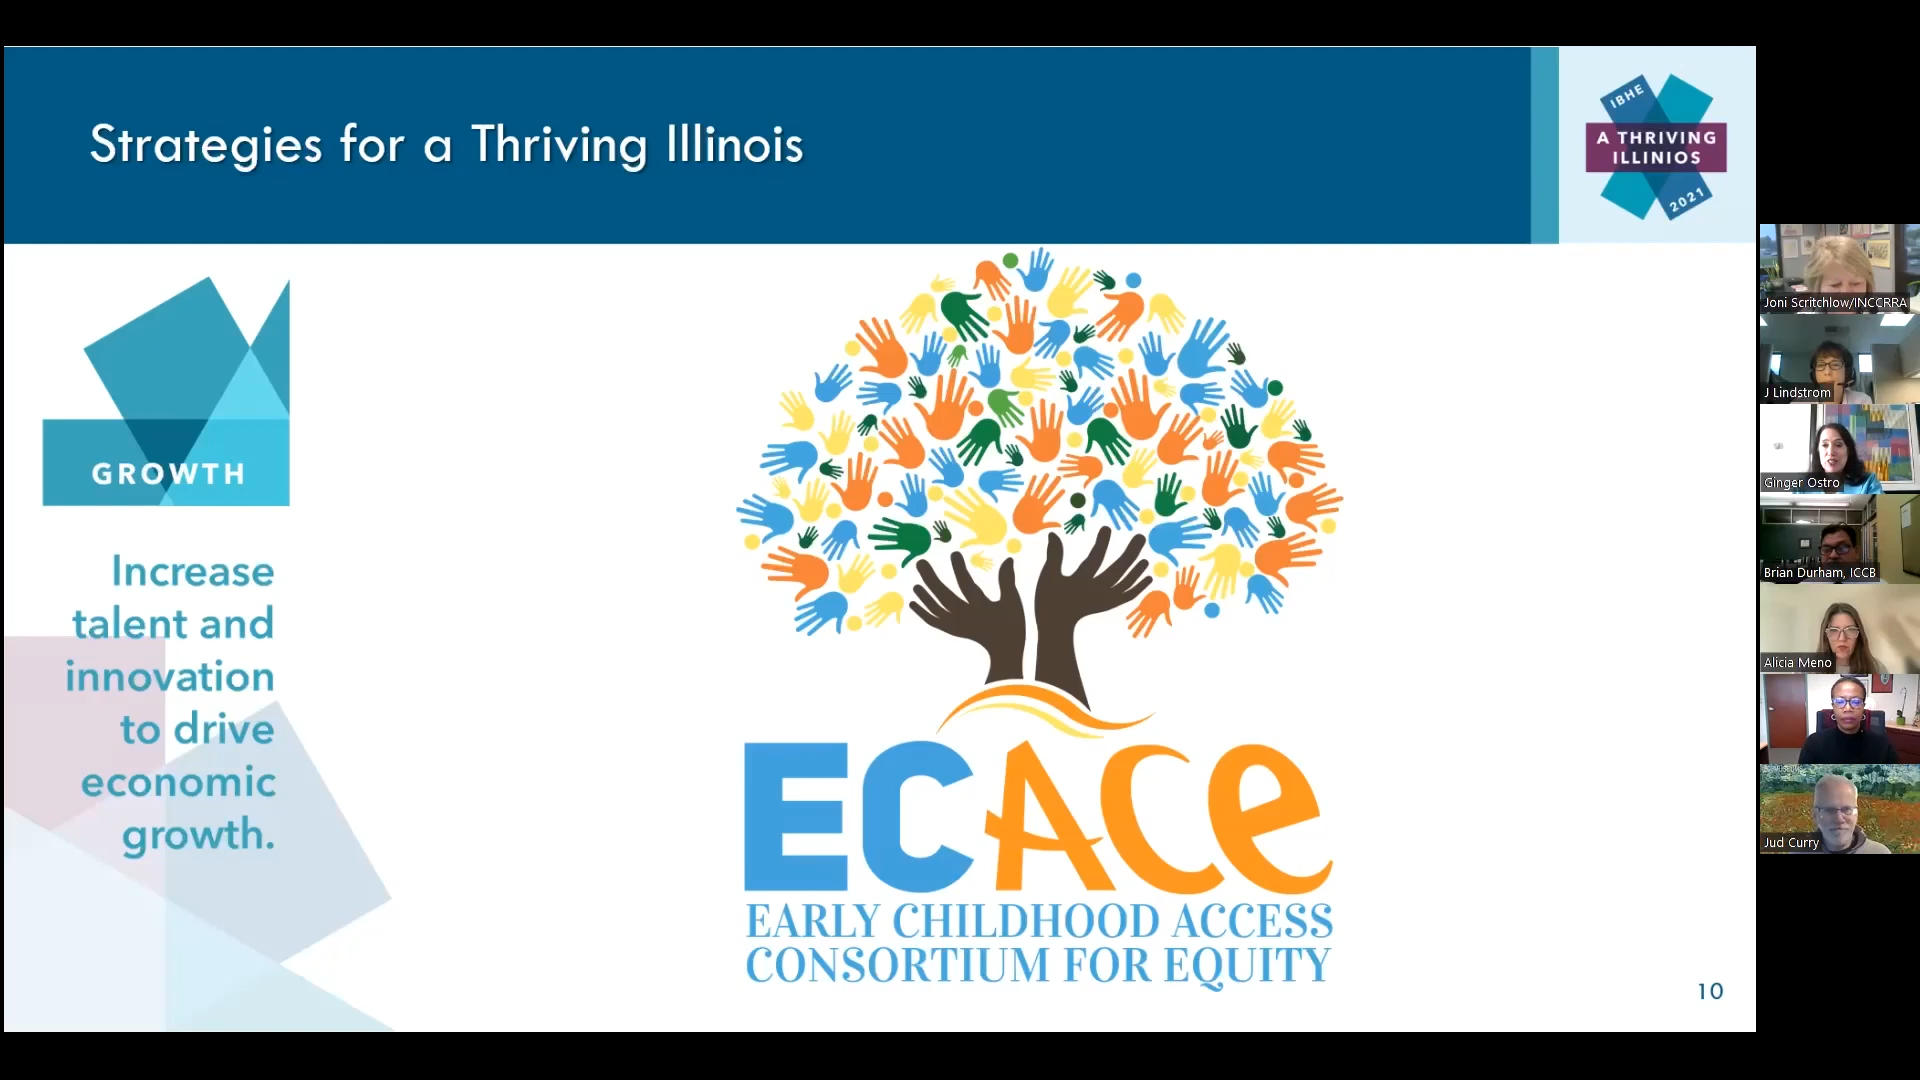 Strategies for a Thriving Illinois
IBHE
A THRIVING
ILLINIOS
2021
GROWTH
Increase
talent and
innovation
to drive
economic
growth.
ECACE
EARLY CHILDHOOD ACCESS
CONSORTIUM FOR EQUITY
10
Joni Scritchlow/INCCRRA
J Lindstrom
Ginger Ostro
Brian Durham, ICCB
Alicia Meno
Jud Curry